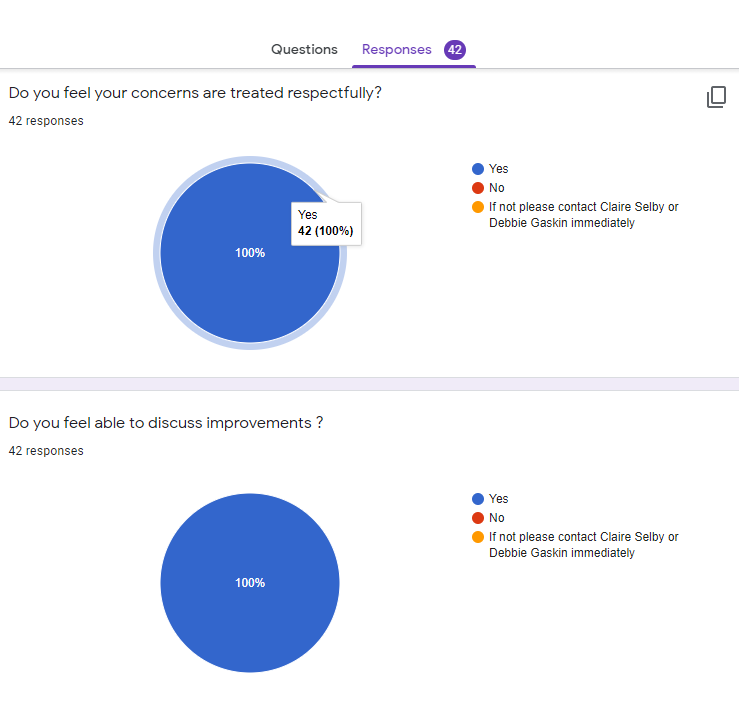 Questions
Responses 42
Do you feel your concerns are treated respectfully?
42 responses
Yes
No
If not please contact Claire Selby or
Debbie Gaskin immediately
Yes
42 (100%)
100%
Do you feel able to discuss improvements ?
42 responses
Yes
No
If not please contact Claire Selby or
Debbie Gaskin immediately
100%